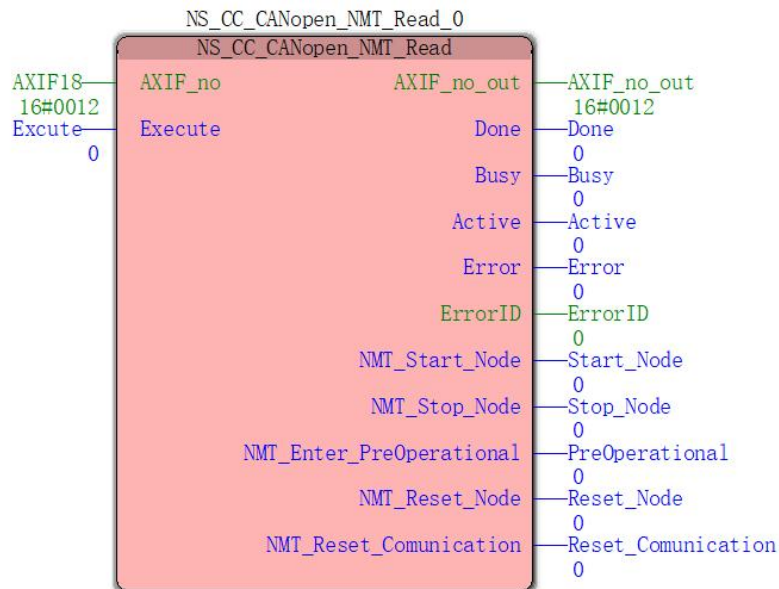 NS_CC_CANopen_NMT_Read_0
NS_CC_CANopen_NMT_Read
AXIF18 AXIF_no AXIF_no_out AXIF_no_out
16#0012 16#0012
Excute Execute Done Done
0 0
Busy Busy
0
Active Active
0
Error Error
0
ErrorID ErrorID
0
NMT_Start_Node Start_Node
0
NMT_Stop_Node Stop_Node
0
NMT_Enter_PreOperational PreOperational
0
NMT_Reset_Node Reset_Node
0
NMT_Reset_Comunication Reset_Comunication
0